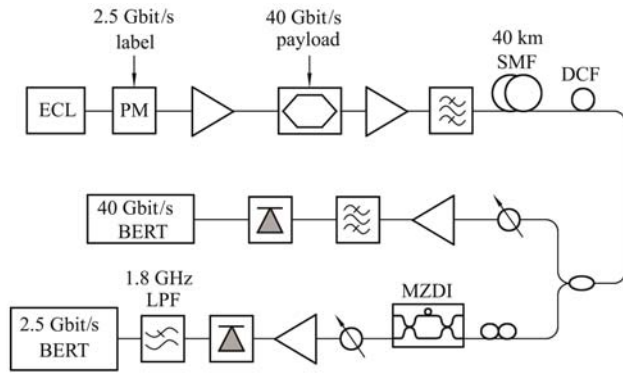 2.5 Gbit/s
label
40 Gbit/s
payload
40 km
SMF
DCF
ECL
PM
40 Gbit/s
BERT
1.8 GHz
LPF
MZDI
2.5 Gbit/s
BERT